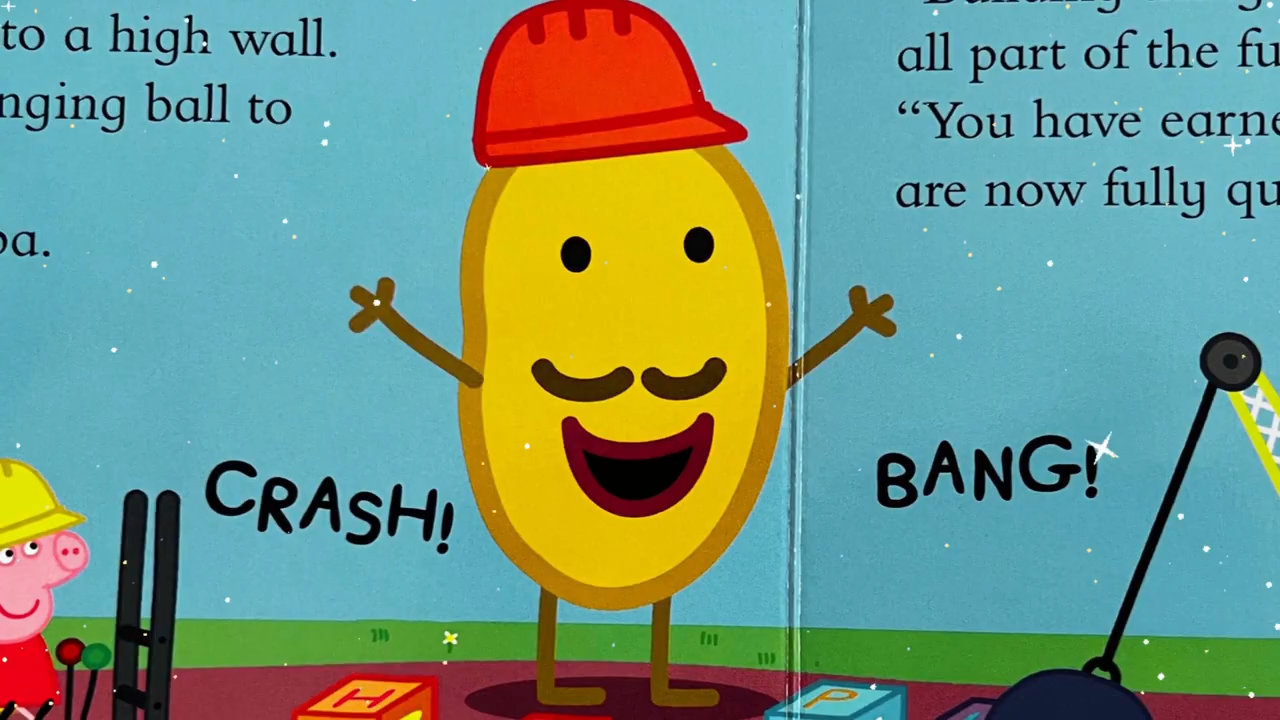 to a high wall.
nging ball to
pa.
CRASH!
all part of the fu
“You have earne
are now fully qu
BANG!
H
P